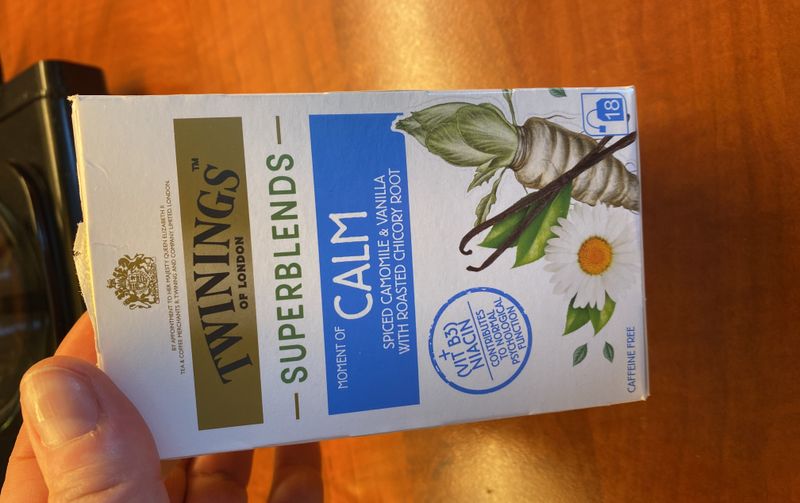 BY APPOINTMENT TO HER MAJESTY QUEEN ELIZABETH II
TEA & COFFEE MERCHANTS R. TWINING AND COMPANY LIMITED, LONDON
TWININGS™
OF LONDON
SUPERBLENDS
MOMENT OF
CALM
SPICED CAMOMILE & VANILLA
WITH ROASTED CHICORY ROOT
+
(VIT B3)
NIACIN
CONTRIBUTES
TO NORMAL
PSYCHOLOGICAL
FUNCTION
18
CAFFEINE FREE